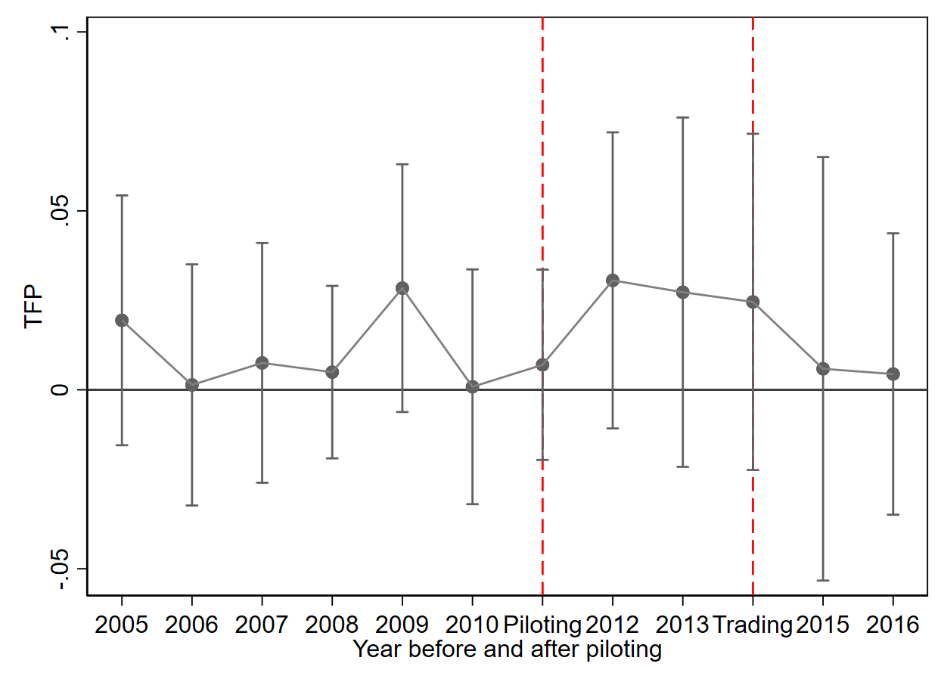 .1
.05
0
-.05
TFP
2005 2006 2007 2008 2009 2010 Piloting 2012 2013 Trading 2015 2016
Year before and after piloting